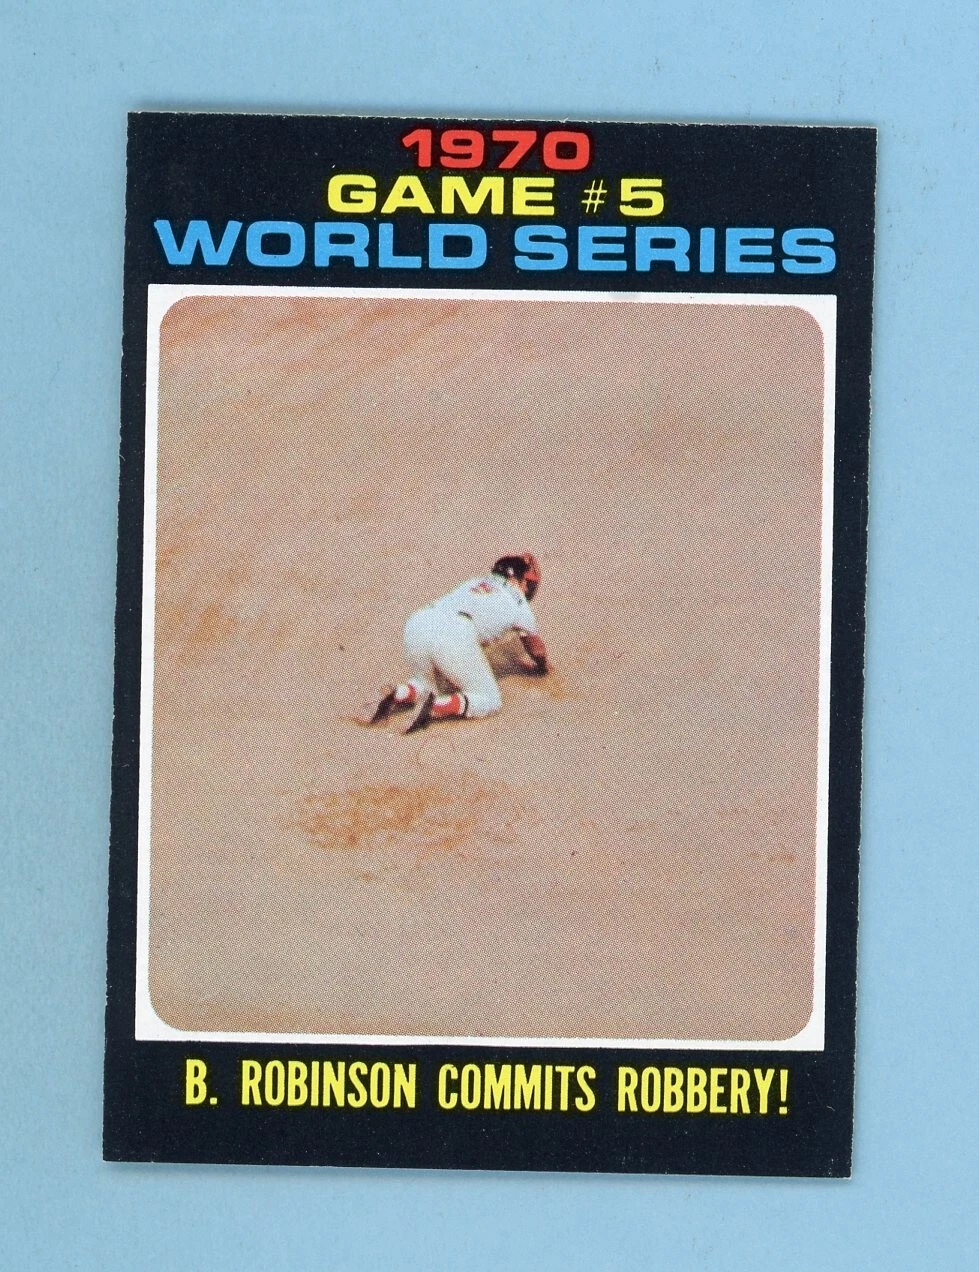 1970
GAME #5
WORLD SERIES
B. ROBINSON COMMITS ROBBERY!